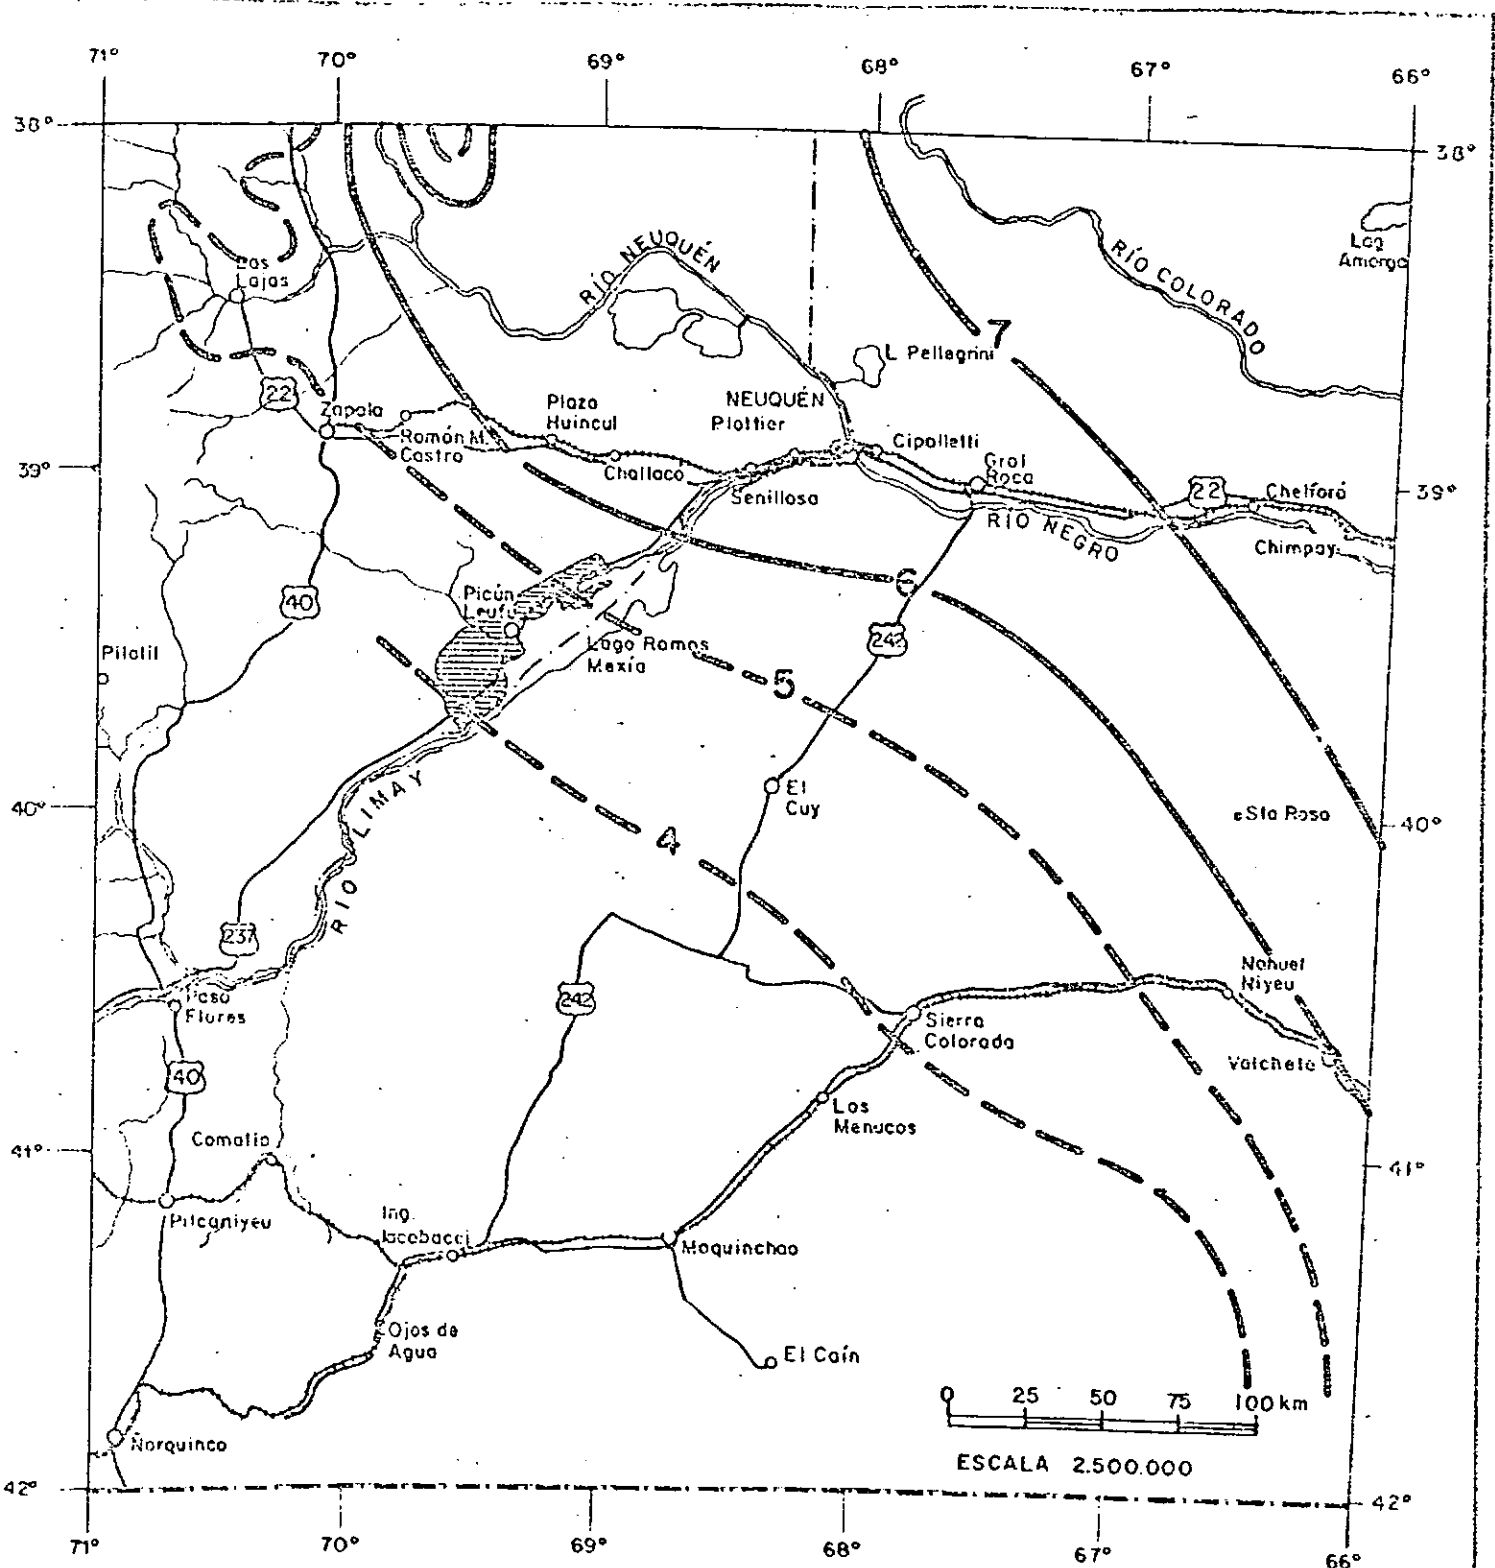 71°
70°
69°
68°
67°
66°
38°
38°
Lag
Amarga
RÍO COLORADO
RÍO NEUQUÉN
Las
Lajas
7
L. Pellegrini
22
Zapala
Plaza
Huincul
NEUQUÉN
Plottier
Ramón M.
Castro
Cipolletti
Challacó
Gral
Roca
39°
Senillosa
22
Chelforó
39°
RÍO NEGRO
Chimpay
6
40
Picún
Leufú
242
Pilolil
Lago Ramos
Mexía
5
RIO LIMAY
El
Cuy
40°
Sta Rosa
40°
4
237
242
Nahuel
Niyeu
Paso
Flores
Sierra
Colorada
Valcheta
40
Los
Menucos
Comallo
41°
41°
Pilcaniyeu
Ing.
Jacobacci
Maquinchao
Ojos de
Agua
El Caín
0 25 50 75 100 km
Ñorquinco
ESCALA 2.500.000
42°
42°
71°
70°
69°
68°
67°
66°